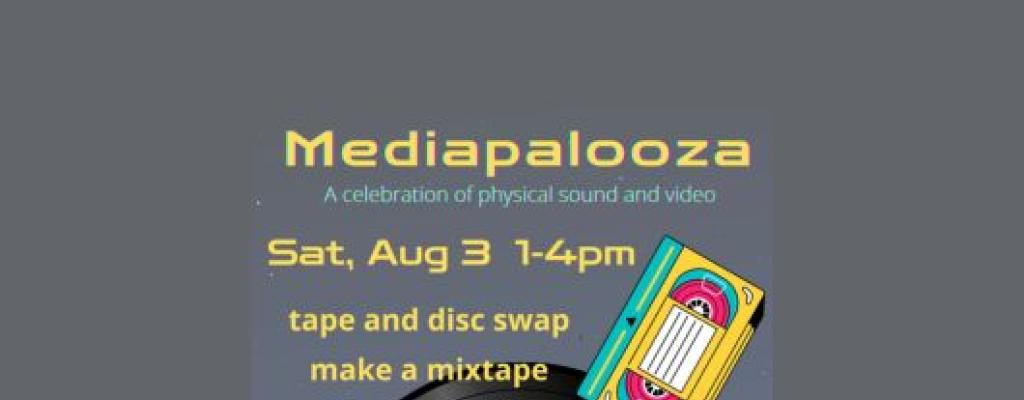 Mediapalooza
A celebration of physical sound and video
Sat, Aug 3 1-4pm
tape and disc swap
make a mixtape